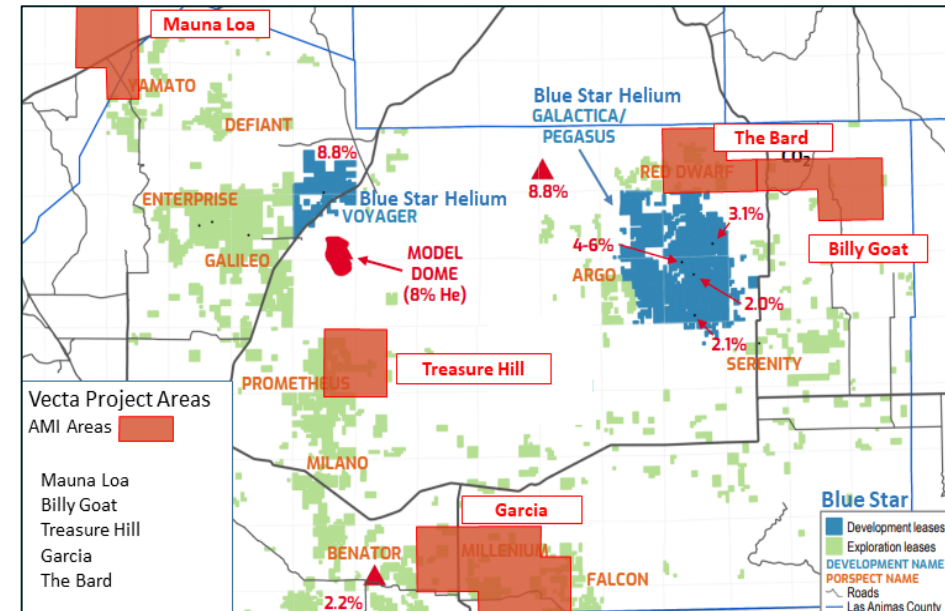 Mauna Loa
YAMATO
DEFIANT
Blue Star Helium
GALACTICA/
PEGASUS
The Bard
CO2
8.8%
8.8%
RED DWARF
ENTERPRISE
Blue Star Helium
VOYAGER
3.1%
4-6%
Billy Goat
GALILEO
MODEL
DOME
(8% He)
ARGO
2.0%
2.1%
SERENITY
Treasure Hill
PROMETHEUS
Vecta Project Areas
AMI Areas
Mauna Loa
Billy Goat
Treasure Hill
Garcia
The Bard
MILANO
Garcia
BENATOR
MILLENIUM
FALCON
2.2%
Blue Star
Development leases
Exploration leases
DEVELOPMENT NAME
PORSPECT NAME
Roads
Las Animas County